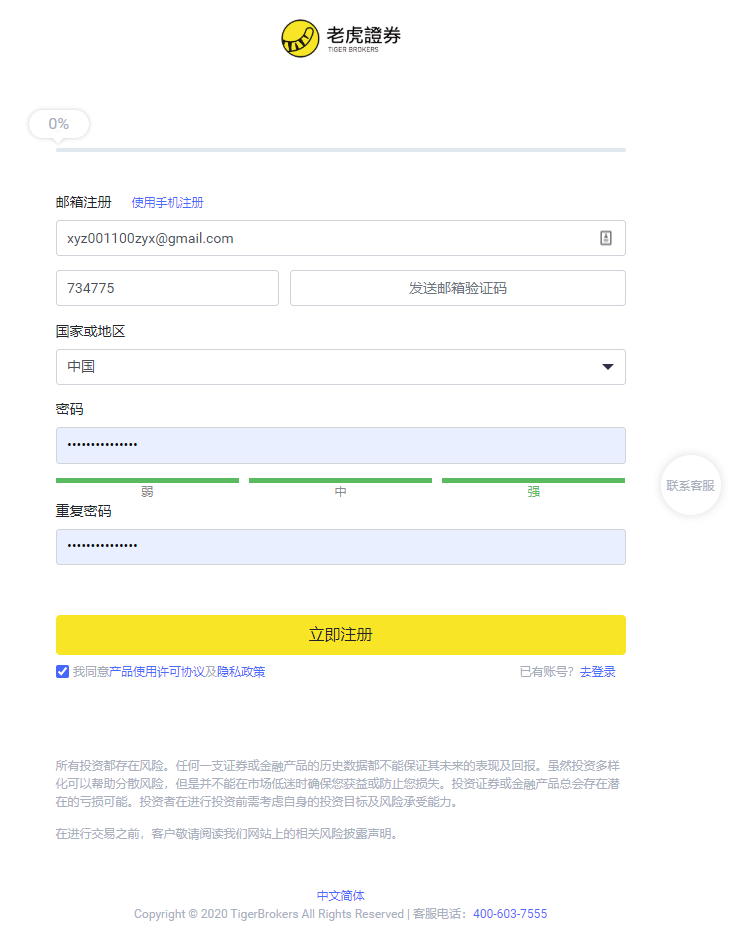 老虎證券
TIGER BROKERS
0%
邮箱注册 使用手机注册
xyz001100zyx@gmail.com
734775 发送邮箱验证码
国家或地区
中国
密码
•••••••••••••••
弱 中 强
联系客服
重复密码
•••••••••••••••
立即注册
我同意产品使用许可协议及隐私政策 已有账号? 去登录
所有投资都存在风险。任何一支证券或金融产品的历史数据都不能保证其未来的表现及回报。虽然投资多样
化可以帮助分散风险，但是并不能在市场低迷时确保您获益或防止您损失。投资证券或金融产品总会存在潜
在的亏损可能。投资者在进行投资前需考虑自身的投资目标及风险承受能力。
在进行交易之前，客户敬请阅读我们网站上的相关风险披露声明。
中文简体
Copyright © 2020 TigerBrokers All Rights Reserved | 客服电话：400-603-7555